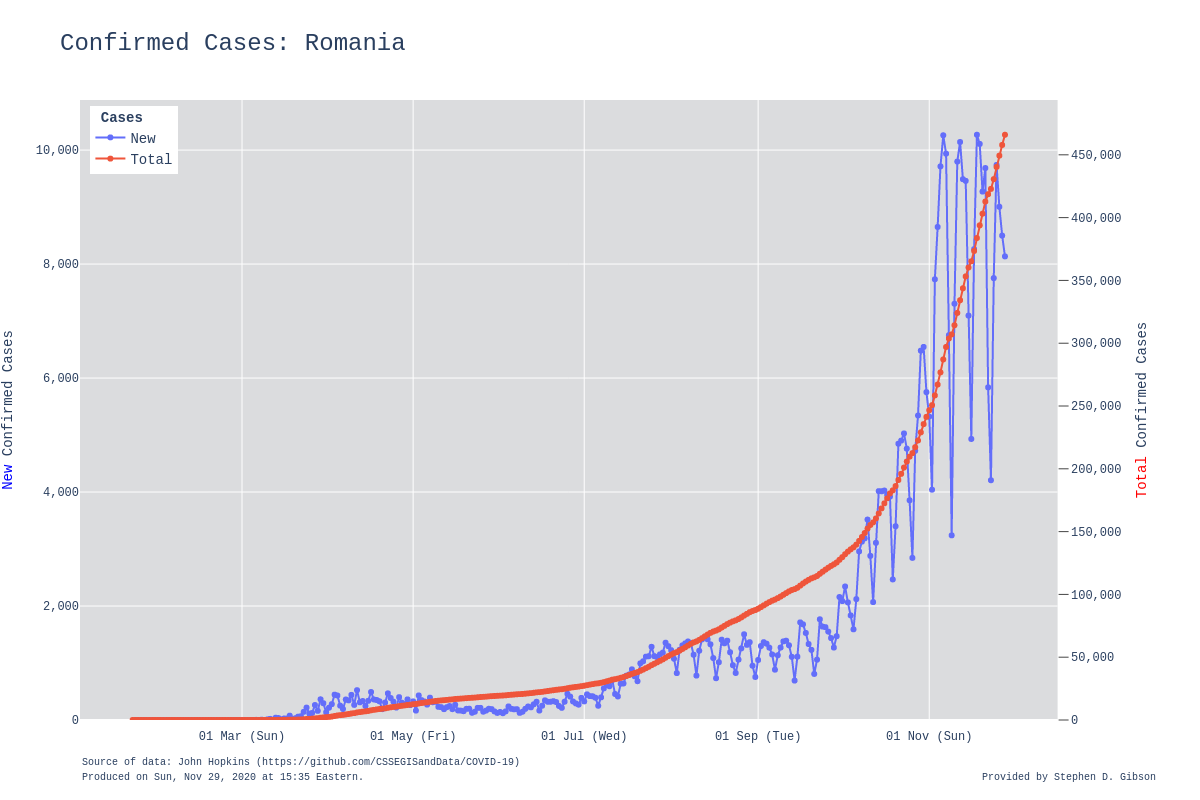 Confirmed Cases: Romania
Cases
New
Total
10,000
8,000
6,000
4,000
2,000
0
New Confirmed Cases
450,000
400,000
350,000
300,000
250,000
200,000
150,000
100,000
50,000
0
Total Confirmed Cases
01 Mar (Sun)
01 May (Fri)
01 Jul (Wed)
01 Sep (Tue)
01 Nov (Sun)
Source of data: John Hopkins (https://github.com/CSSEGISandData/COVID-19)
Produced on Sun, Nov 29, 2020 at 15:35 Eastern.
Provided by Stephen D. Gibson